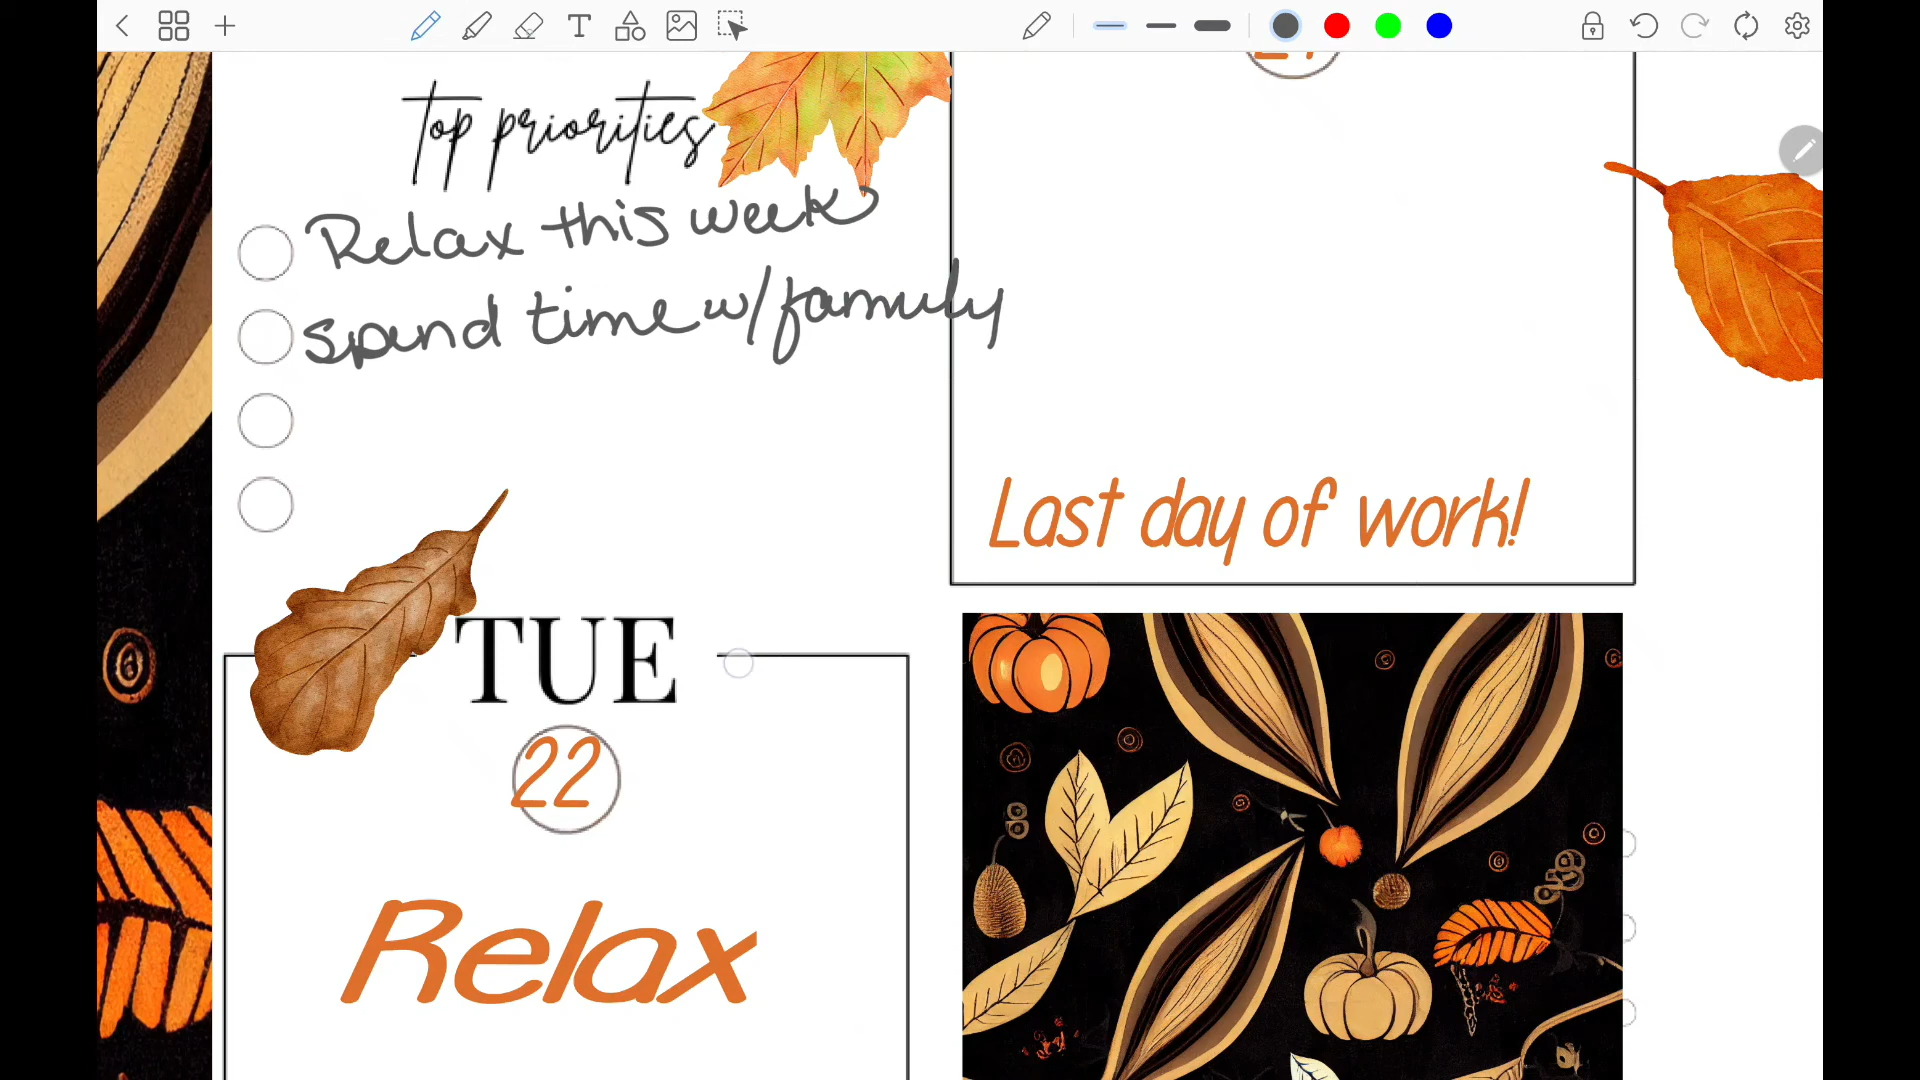 top priorities
Relax this week
spend time w/family
Last day of work!
TUE
22
Relax